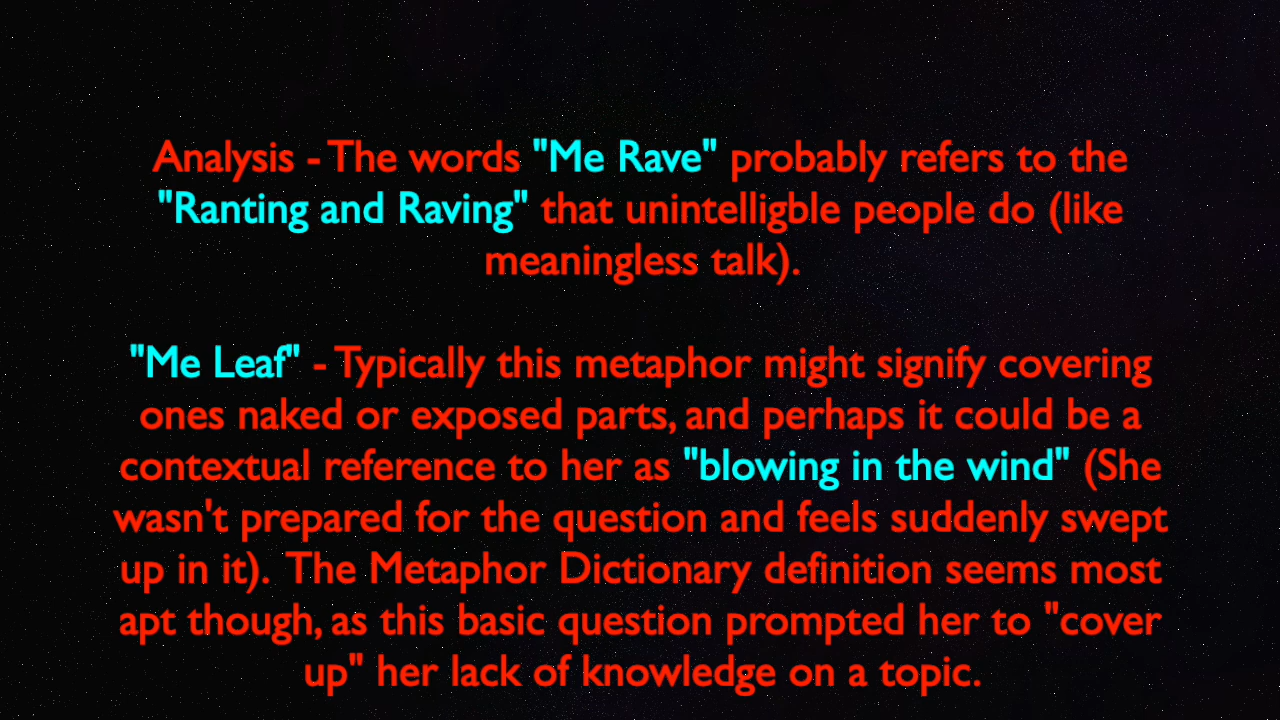 Analysis - The words "Me Rave" probably refers to the
"Ranting and Raving" that unintelligble people do (like
meaningless talk).
"Me Leaf" - Typically this metaphor might signify covering
ones naked or exposed parts, and perhaps it could be a
contextual reference to her as "blowing in the wind" (She
wasn't prepared for the question and feels suddenly swept
up in it).  The Metaphor Dictionary definition seems most
apt though, as this basic question prompted her to "cover
up" her lack of knowledge on a topic.